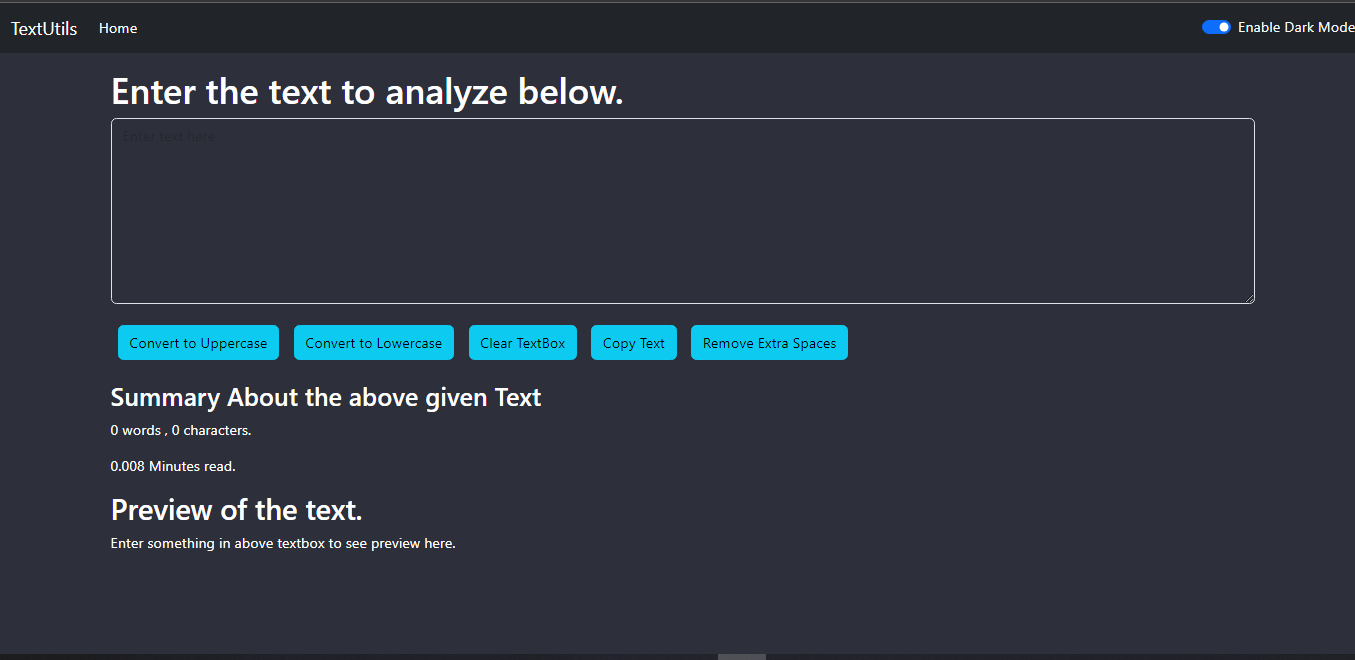 TextUtils Home Enable Dark Mode
Enter the text to analyze below.
Enter text here
Convert to Uppercase Convert to Lowercase Clear TextBox Copy Text Remove Extra Spaces
Summary About the above given Text
0 words , 0 characters.
0.008 Minutes read.
Preview of the text.
Enter something in above textbox to see preview here.